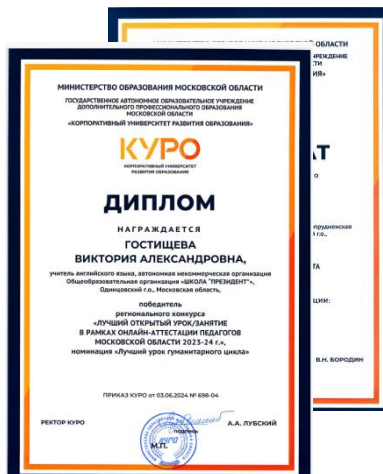 МИНИСТЕРСТВО ОБРАЗОВАНИЯ МОСКОВСКОЙ ОБЛАСТИ
ГОСУДАРСТВЕННОЕ АВТОНОМНОЕ ОБРАЗОВАТЕЛЬНОЕ УЧРЕЖДЕНИЕ
ДОПОЛНИТЕЛЬНОГО ПРОФЕССИОНАЛЬНОГО ОБРАЗОВАНИЯ
МОСКОВСКОЙ ОБЛАСТИ
«КОРПОРАТИВНЫЙ УНИВЕРСИТЕТ РАЗВИТИЯ ОБРАЗОВАНИЯ»
КУРО
КОРПОРАТИВНЫЙ УНИВЕРСИТЕТ
РАЗВИТИЯ ОБРАЗОВАНИЯ
ДИПЛОМ
НАГРАЖДАЕТСЯ
ГОСТИЩЕВА
ВИКТОРИЯ АЛЕКСАНДРОВНА,
учитель английского языка, автономная некоммерческая организация
Общеобразовательная организация «ШКОЛА "ПРЕЗИДЕНТ"»,
Одинцовский г.о., Московская область,
победитель
регионального конкурса
«ЛУЧШИЙ ОТКРЫТЫЙ УРОК/ЗАНЯТИЕ
В РАМКАХ ОНЛАЙН-АТТЕСТАЦИИ ПЕДАГОГОВ
МОСКОВСКОЙ ОБЛАСТИ 2023-24 г.»,
номинация «Лучший урок гуманитарного цикла»
ПРИКАЗ КУРО от 03.06.2024 № 698-04
РЕКТОР КУРО
А.А. ЛУБСКИЙ
подпись
М.П.
ОБЛАСТИ
АТ
В.Н. БОРОДИН